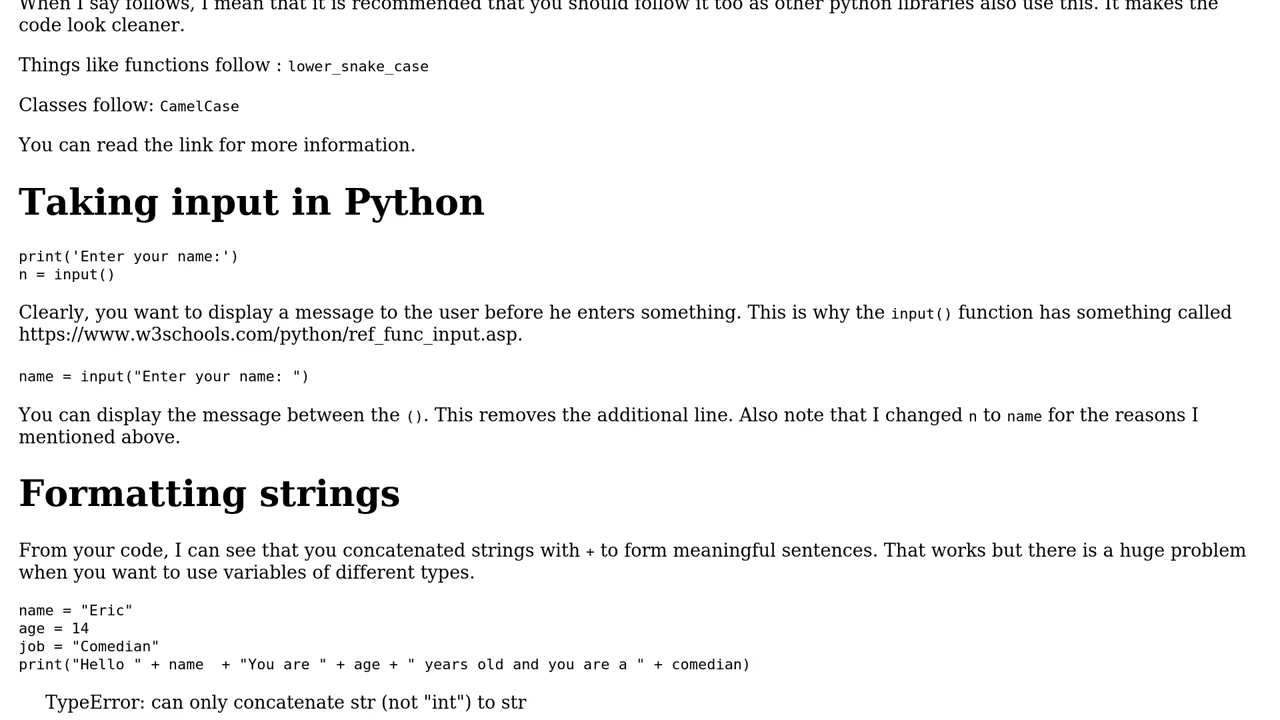 When I say follows, I mean that it is recommended that you should follow it too as other python libraries also use this. It makes the
code look cleaner.
Things like functions follow : lower_snake_case
Classes follow: CamelCase
You can read the link for more information.
Taking input in Python
print('Enter your name:')
n = input()
Clearly, you want to display a message to the user before he enters something. This is why the input() function has something called
https://www.w3schools.com/python/ref_func_input.asp.
name = input("Enter your name: ")
You can display the message between the (). This removes the additional line. Also note that I changed n to name for the reasons I
mentioned above.
Formatting strings
From your code, I can see that you concatenated strings with + to form meaningful sentences. That works but there is a huge problem
when you want to use variables of different types.
name = "Eric"
age = 14
job = "Comedian"
print("Hello " + name  + "You are " + age + " years old and you are a " + comedian)
TypeError: can only concatenate str (not "int") to str